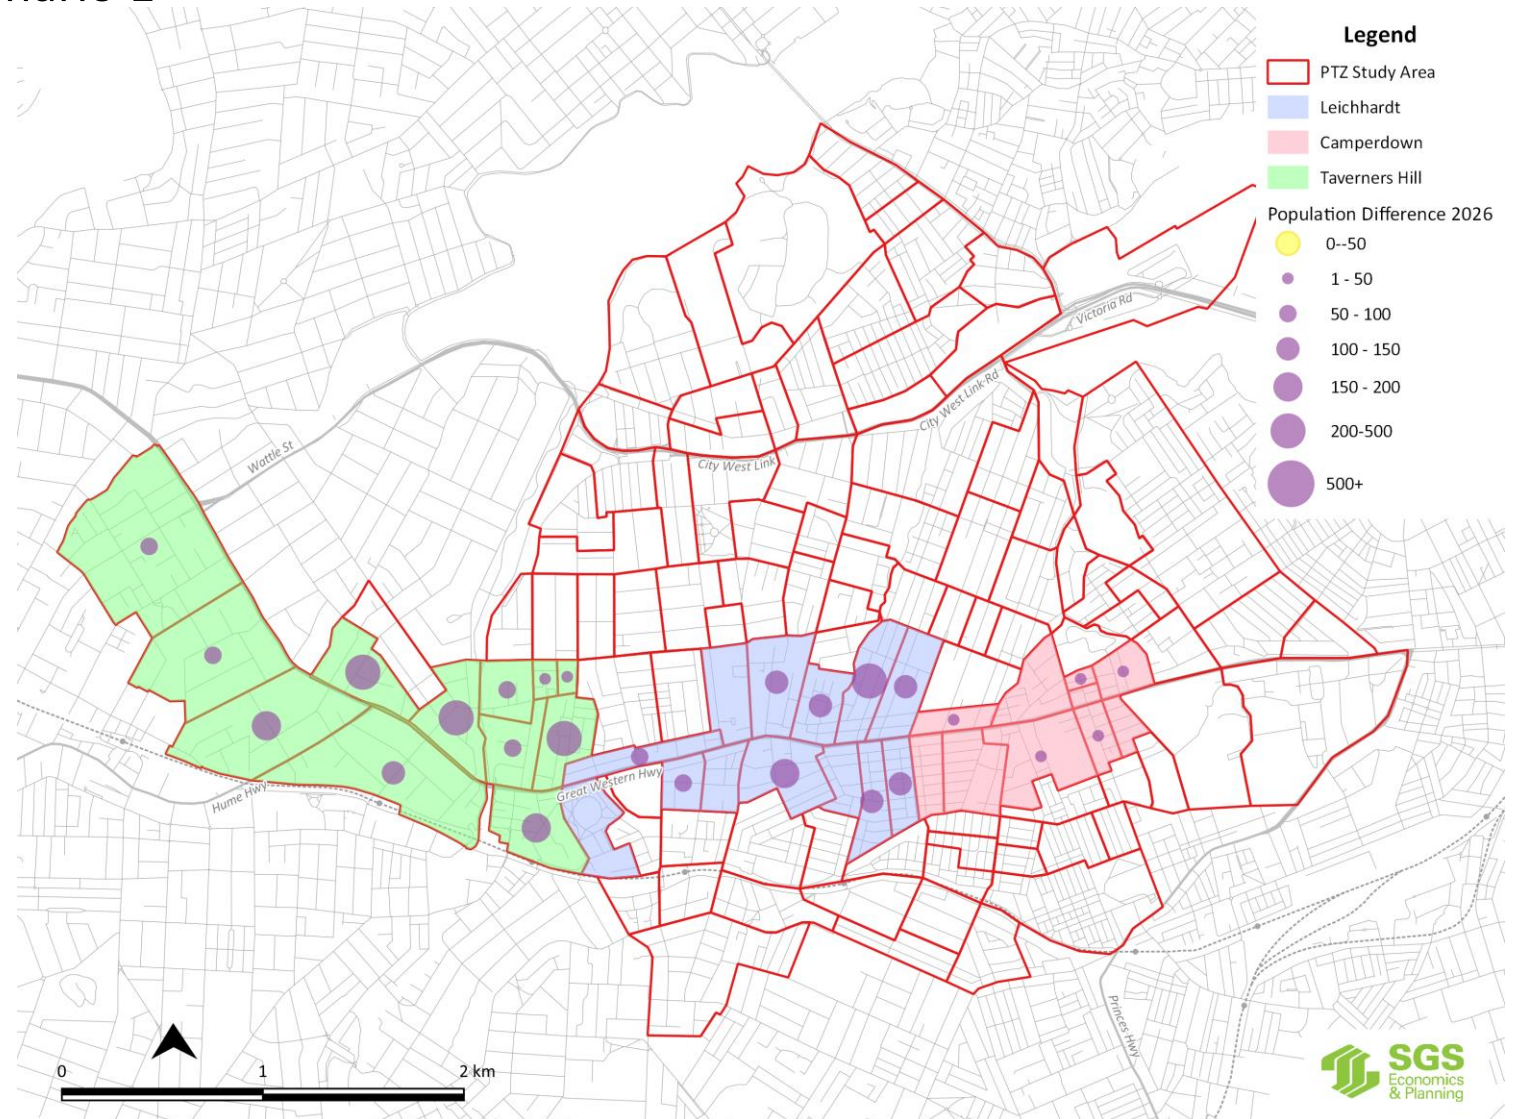 Legend
PTZ Study Area
Leichhardt
Camperdown
Taverners Hill
Population Difference 2026
0--50
1 - 50
50 - 100
100 - 150
150 - 200
200-500
500+
Victoria Rd
City West Link Rd
Wattle St
City West Link
Great Western Hwy
Hume Hwy
Princes Hwy
0 1 2 km
SGS
Economics
& Planning